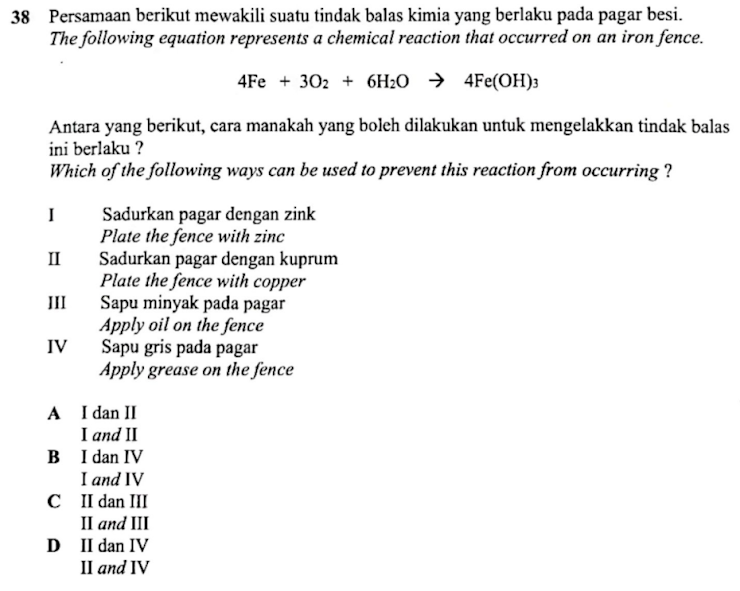 38 Persamaan berikut mewakili suatu tindak balas kimia yang berlaku pada pagar besi.
The following equation represents a chemical reaction that occurred on an iron fence.
4Fe + 3O₂ + 6H₂O → 4Fe(OH)₃
Antara yang berikut, cara manakah yang boleh dilakukan untuk mengelakkan tindak balas
ini berlaku ?
Which of the following ways can be used to prevent this reaction from occurring ?
I Sadurkan pagar dengan zink
Plate the fence with zinc
II Sadurkan pagar dengan kuprum
Plate the fence with copper
III Sapu minyak pada pagar
Apply oil on the fence
IV Sapu gris pada pagar
Apply grease on the fence
A I dan II
I and II
B I dan IV
I and IV
C II dan III
II and III
D II dan IV
II and IV